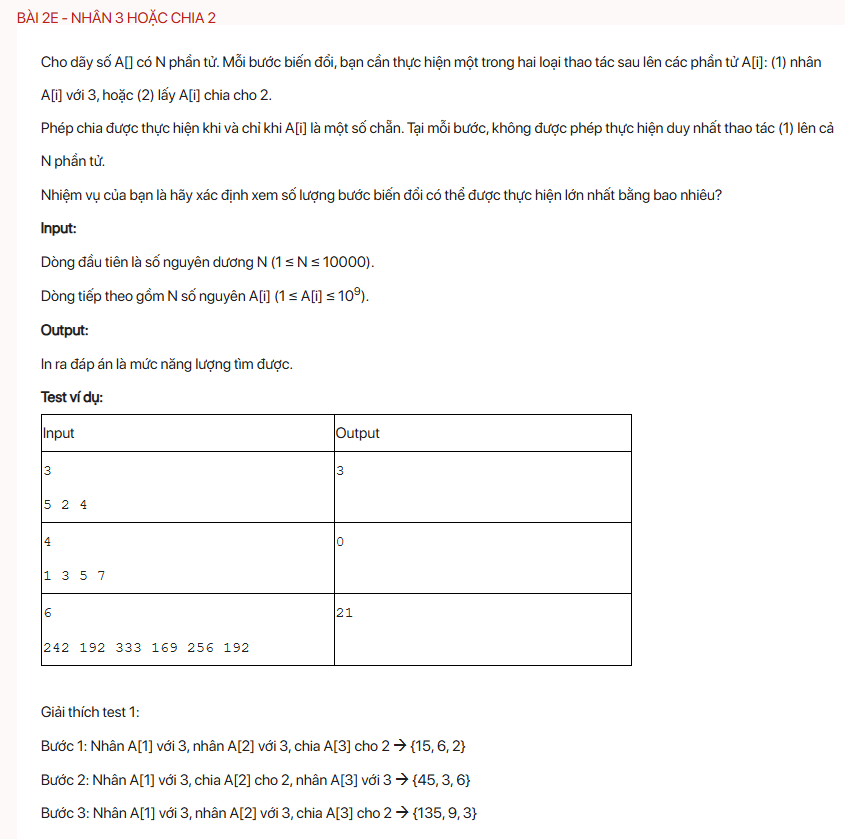 BÀI 2E - NHÂN 3 HOẶC CHIA 2
Cho dãy số A[] có N phần tử. Mỗi bước biến đổi, bạn cần thực hiện một trong hai loại thao tác sau lên các phần tử A[i]: (1) nhân
A[i] với 3, hoặc (2) lấy A[i] chia cho 2.
Phép chia được thực hiện khi và chỉ khi A[i] là một số chẵn. Tại mỗi bước, không được phép thực hiện duy nhất thao tác (1) lên cả
N phần tử.
Nhiệm vụ của bạn là hãy xác định xem số lượng bước biến đổi có thể được thực hiện lớn nhất bằng bao nhiêu?
Input:
Dòng đầu tiên là số nguyên dương N (1 ≤ N ≤ 10000).
Dòng tiếp theo gồm N số nguyên A[i] (1 ≤ A[i] ≤ 10⁹).
Output:
In ra đáp án là mức năng lượng tìm được.
Test ví dụ:
Input Output
3 3
5 2 4
4 0
1 3 5 7
6 21
242 192 333 169 256 192
Giải thích test 1:
Bước 1: Nhân A[1] với 3, nhân A[2] với 3, chia A[3] cho 2 → {15, 6, 2}
Bước 2: Nhân A[1] với 3, chia A[2] cho 2, nhân A[3] với 3 → {45, 3, 6}
Bước 3: Nhân A[1] với 3, nhân A[2] với 3, chia A[3] cho 2 → {135, 9, 3}